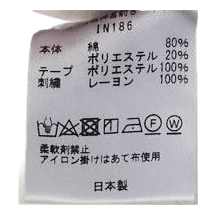 IN186
本体 綿 80%
ポリエステル 20%
テープ ポリエステル 100%
刺繍 レーヨン 100%
柔軟剤禁止
アイロン掛けはあて布使用
日本製